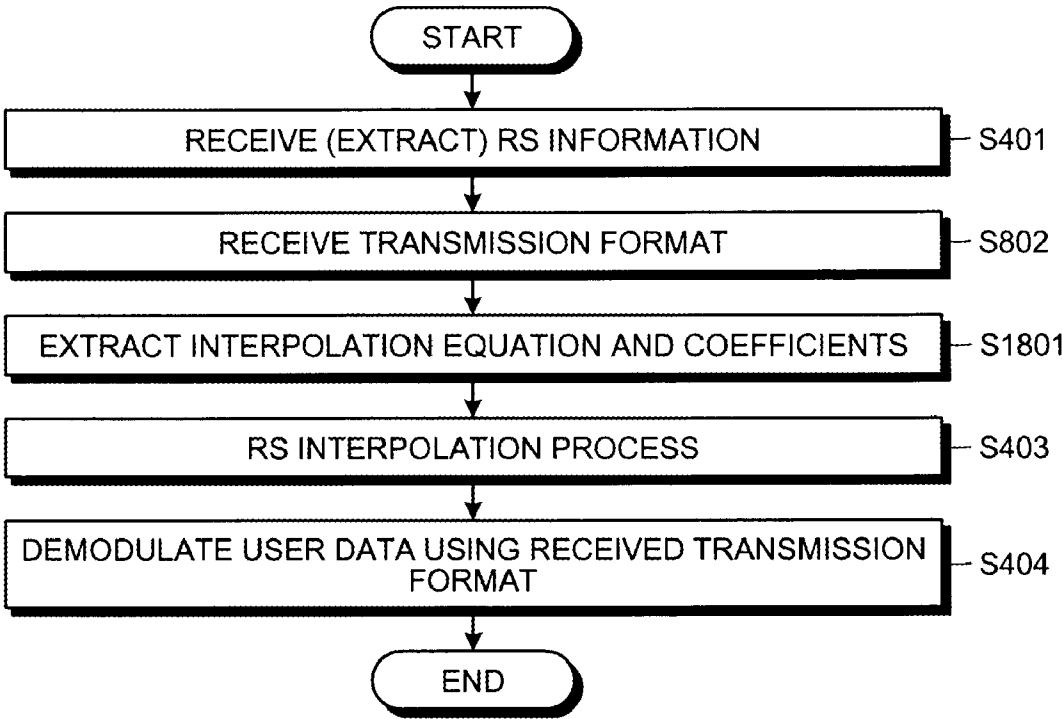 START
RECEIVE (EXTRACT) RS INFORMATION
S401
RECEIVE TRANSMISSION FORMAT
S802
EXTRACT INTERPOLATION EQUATION AND COEFFICIENTS
S1801
RS INTERPOLATION PROCESS
S403
DEMODULATE USER DATA USING RECEIVED TRANSMISSION
FORMAT
S404
END